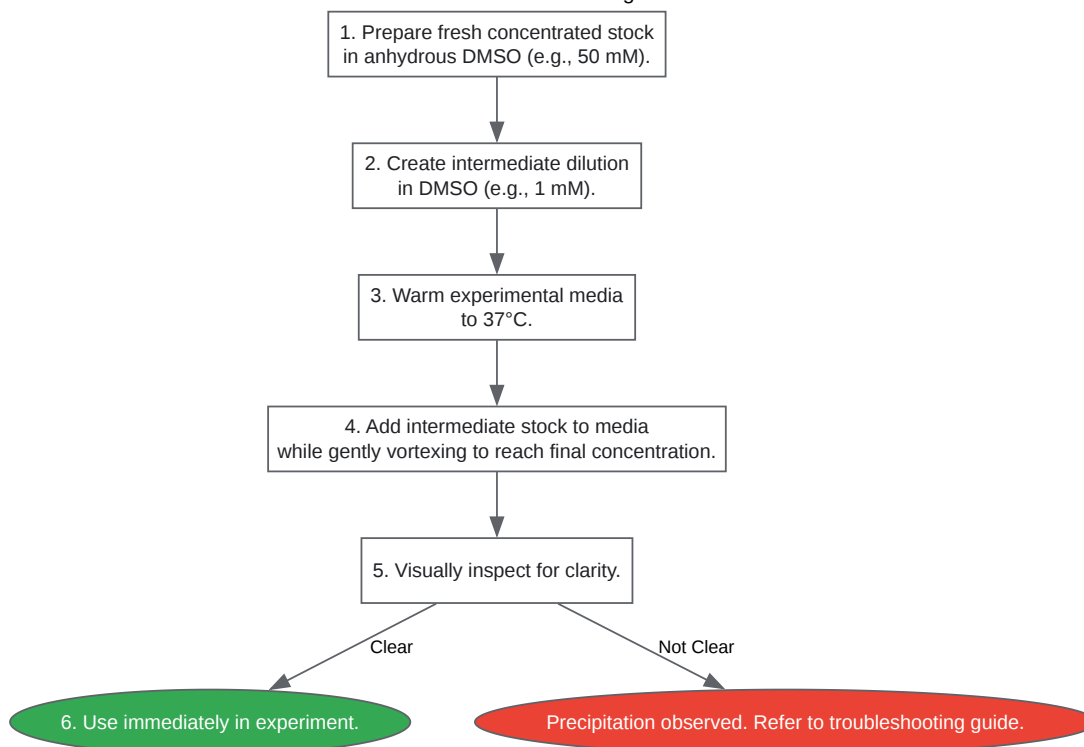 1. Prepare fresh concentrated stock
in anhydrous DMSO (e.g., 50 mM).
2. Create intermediate dilution
in DMSO (e.g., 1 mM).
3. Warm experimental media
to 37°C.
4. Add intermediate stock to media
while gently vortexing to reach final concentration.
5. Visually inspect for clarity.
Clear
Not Clear
6. Use immediately in experiment.
Precipitation observed. Refer to troubleshooting guide.